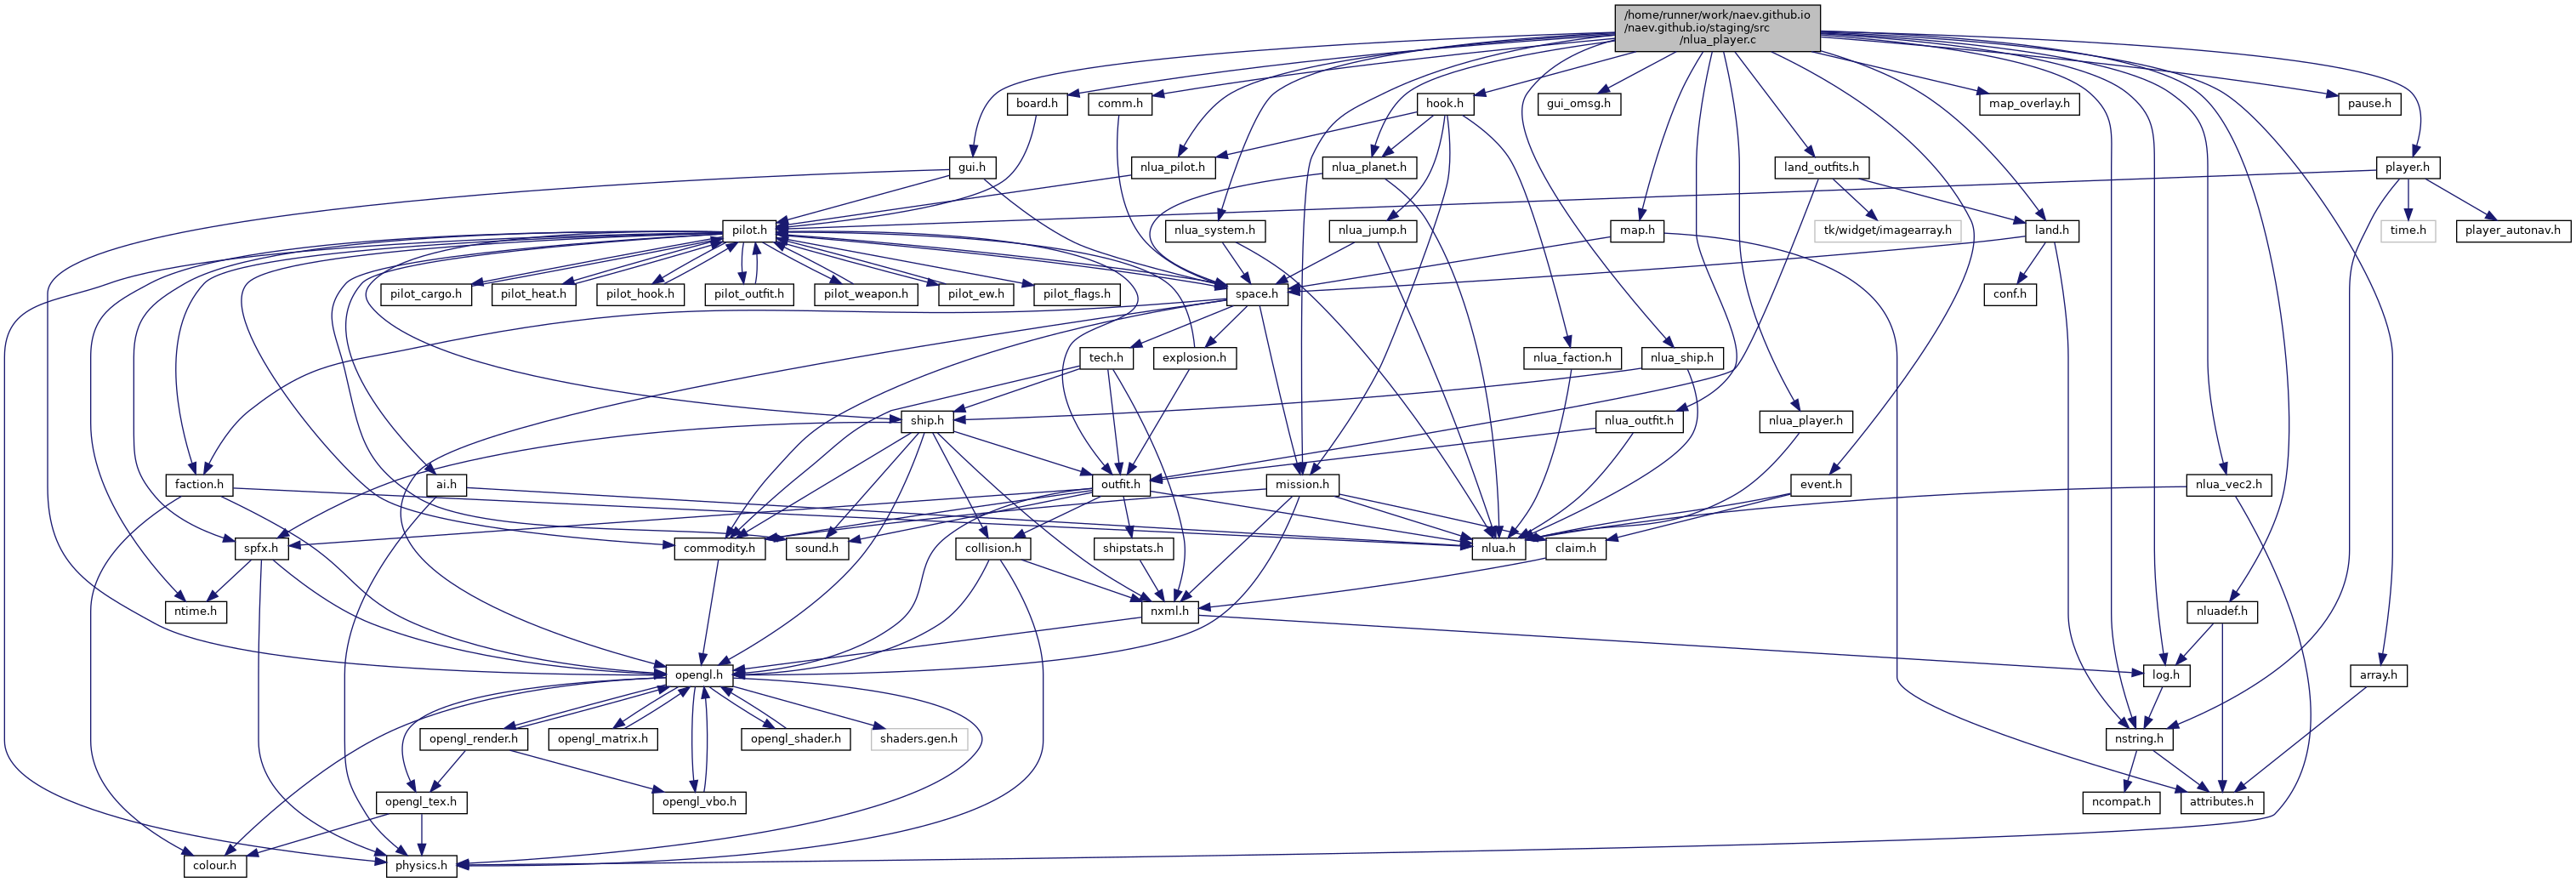 /home/runner/work/naev.github.io
/naev.github.io/staging/src
/nlua_player.c
board.h
comm.h
hook.h
gui_omsg.h
map_overlay.h
pause.h
gui.h
nlua_pilot.h
nlua_planet.h
land_outfits.h
player.h
pilot.h
nlua_system.h
nlua_jump.h
map.h
tk/widget/imagearray.h
land.h
time.h
player_autonav.h
pilot_cargo.h
pilot_heat.h
pilot_hook.h
pilot_outfit.h
pilot_weapon.h
pilot_ew.h
pilot_flags.h
space.h
conf.h
tech.h
explosion.h
nlua_faction.h
nlua_ship.h
ship.h
nlua_outfit.h
nlua_player.h
faction.h
ai.h
outfit.h
mission.h
event.h
nlua_vec2.h
spfx.h
commodity.h
sound.h
collision.h
shipstats.h
nlua.h
claim.h
ntime.h
nxml.h
nluadef.h
opengl.h
log.h
array.h
opengl_render.h
opengl_matrix.h
opengl_shader.h
shaders.gen.h
nstring.h
opengl_tex.h
opengl_vbo.h
ncompat.h
attributes.h
colour.h
physics.h